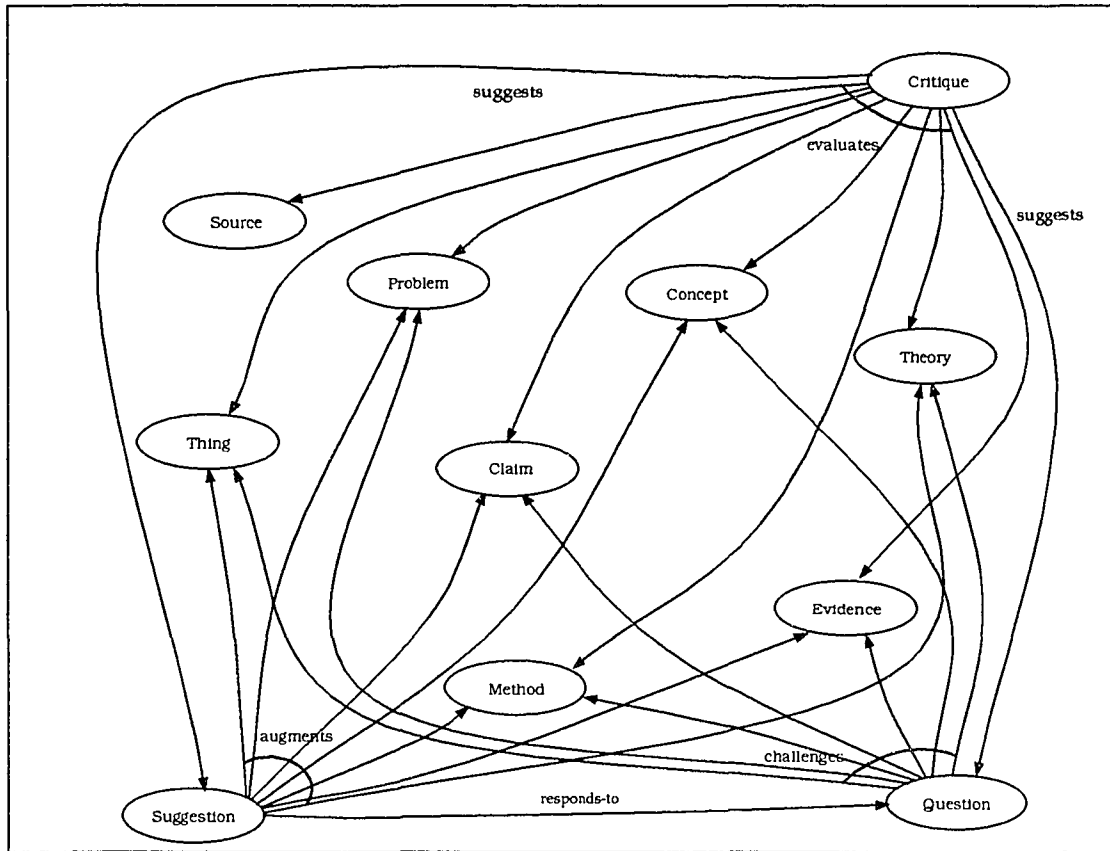 Critique
suggests
evaluates
suggests
Source
Problem
Concept
Theory
Thing
Claim
Evidence
Method
augments
challenges
responds-to
Suggestion
Question